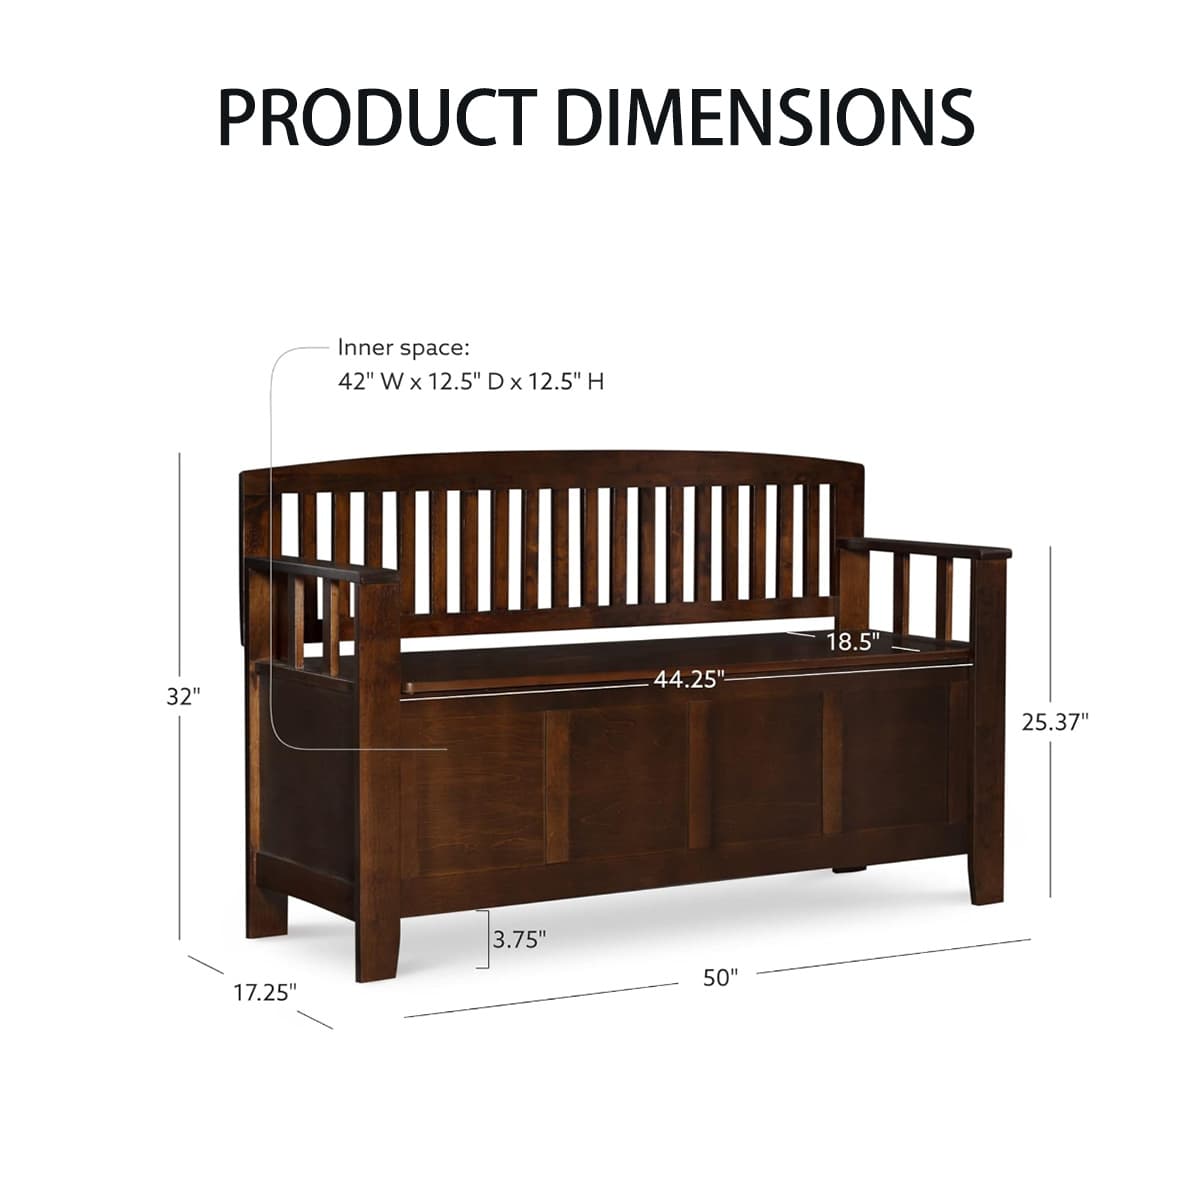 PRODUCT DIMENSIONS
Inner space:
42" W x 12.5" D x 12.5" H
18.5"
44.25"
32"
25.37"
3.75"
50"
17.25"